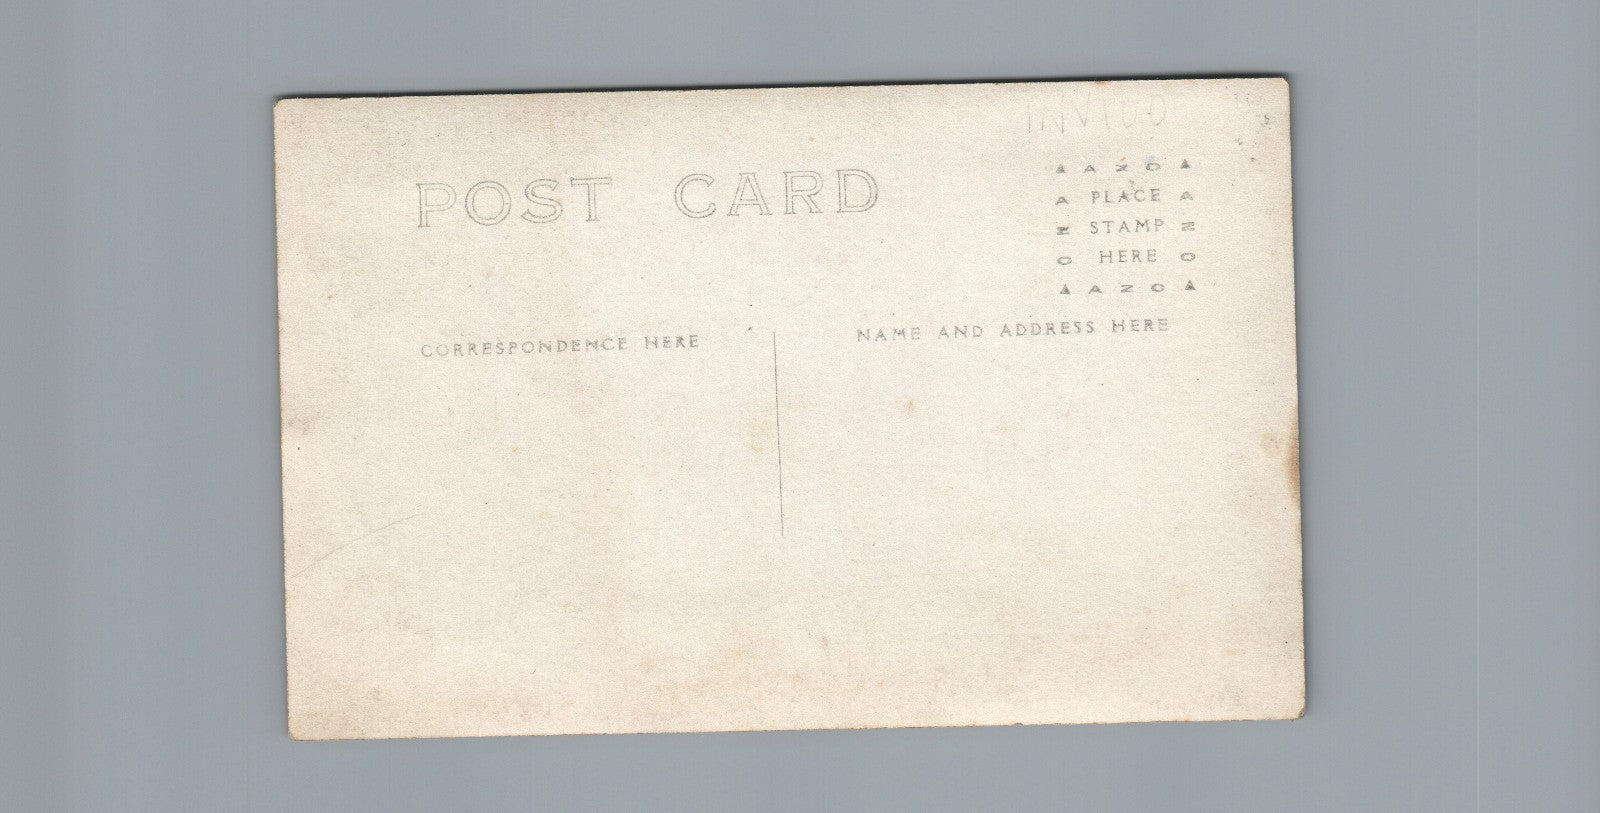 POST CARD
AZO
A PLACE A
Z STAMP Z
O HERE O
AZO
CORRESPONDENCE HERE
NAME AND ADDRESS HERE